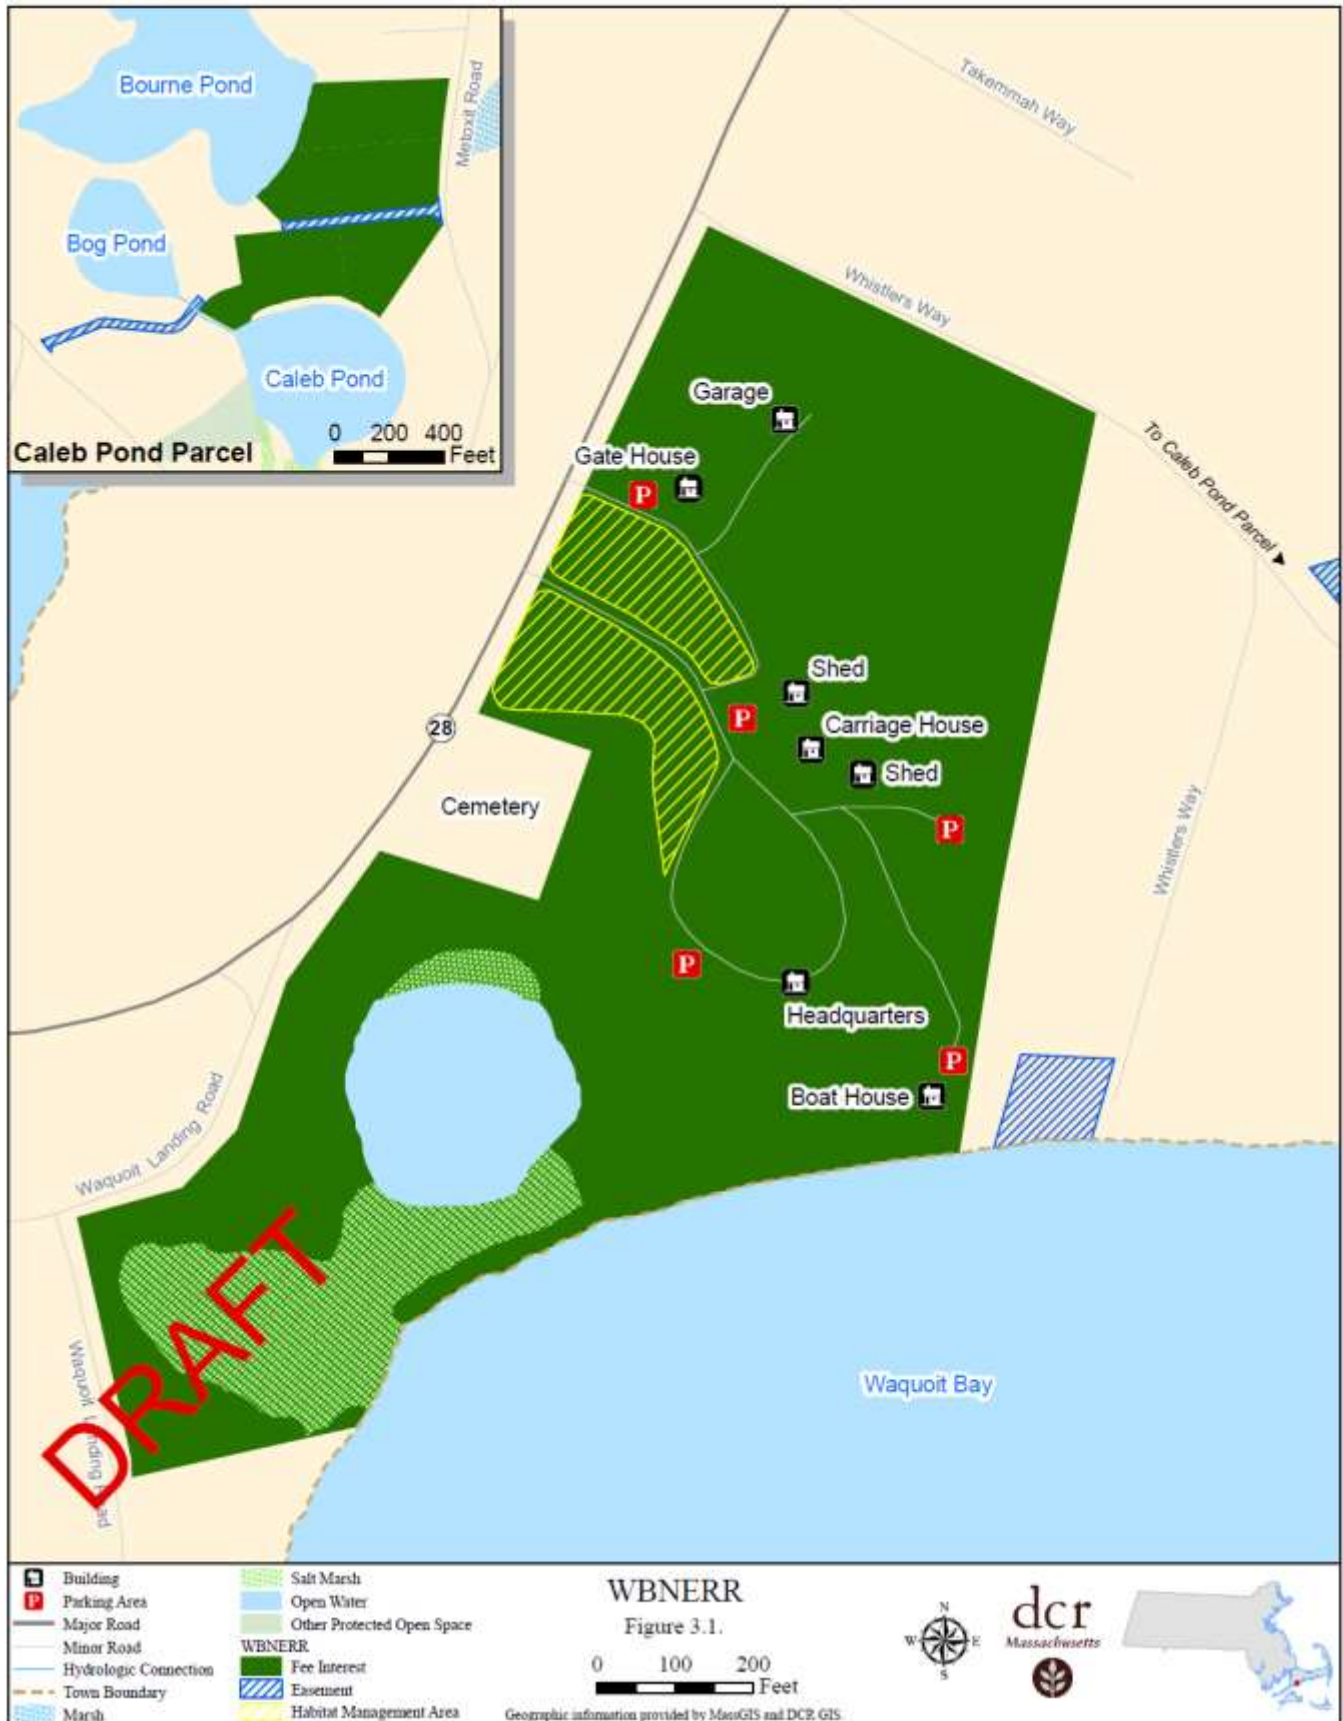 Bourne Pond
Metoxit Road
Bog Pond
Caleb Pond
0 200 400
Feet
Caleb Pond Parcel
Takemmah Way
Whistlers Way
To Caleb Pond Parcel
Garage
Gate House
P
Shed
P
Carriage House
Shed
28
Cemetery
P
Whistlers Way
P
Headquarters
P
Boat House
Waquoit Landing Road
DRAFT
Waquoit Landing Road
Waquoit Bay
Building
P Parking Area
Major Road
Minor Road
Hydrologic Connection
Town Boundary
Marsh
Salt Marsh
Open Water
Other Protected Open Space
WBNERR
Fee Interest
Easement
Habitat Management Area
WBNERR
Figure 3.1.
0 100 200
Feet
Geographic information provided by MassGIS and DCR GIS.
N
W E
S
dcr
Massachusetts